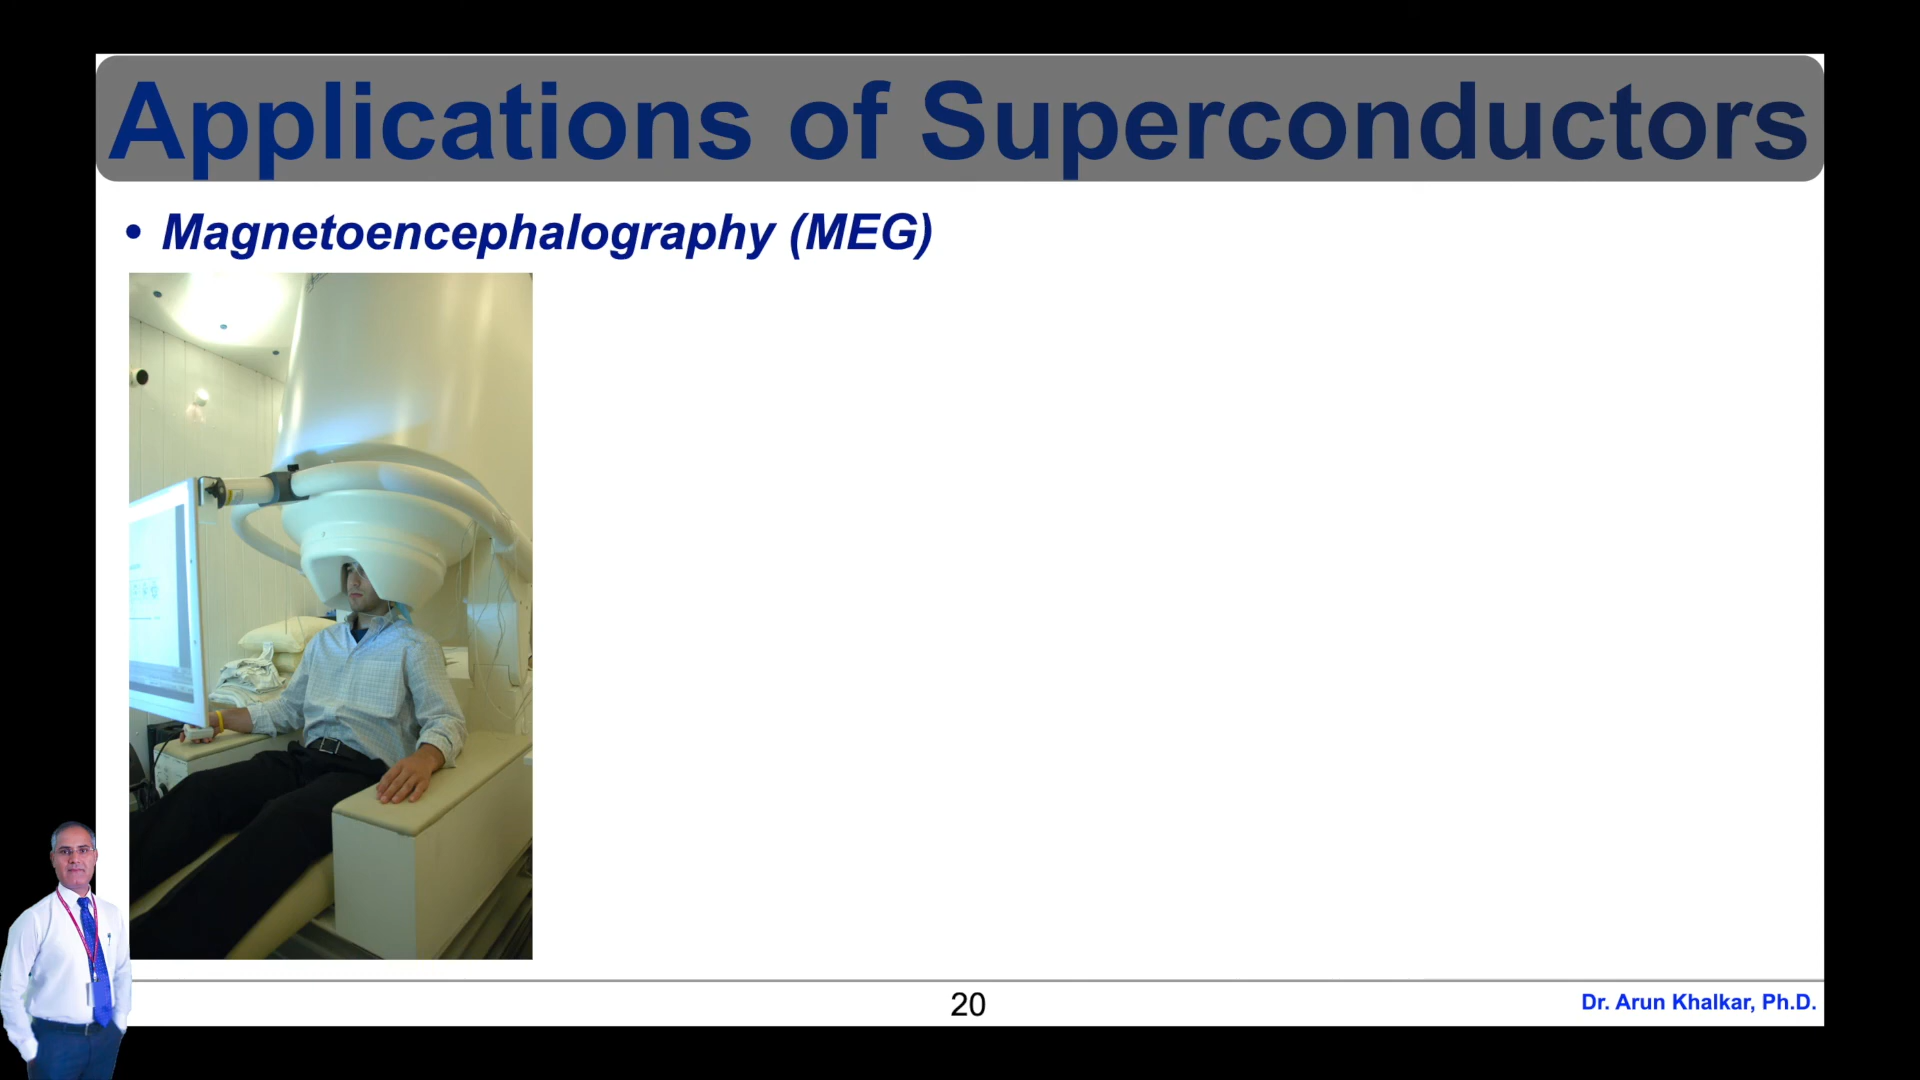 Applications of Superconductors
• Magnetoencephalography (MEG)
20
Dr. Arun Khalkar, Ph.D.